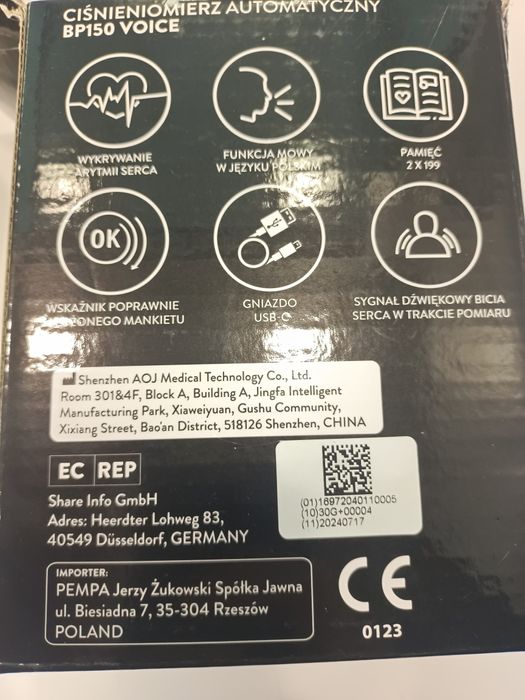 CIŚNIENIOMIERZ AUTOMATYCZNY
BP150 VOICE
WYKRYWANIE
ARYTMII SERCA
FUNKCJA MOWY
W JĘZYKU POLSKIM
PAMIĘĆ
2 X 199
OK
WSKAŹNIK POPRAWNIE
MANKIETU
GNIAZDO
USB-C
SYGNAŁ DŹWIĘKOWY BICIA
SERCA W TRAKCIE POMIARU
Shenzhen AOJ Medical Technology Co., Ltd.
Room 301&4F, Block A, Building A, Jingfa Intelligent
Manufacturing Park, Xiaweiyuan, Gushu Community,
Xixiang Street, Bao'an District, 518126 Shenzhen, CHINA
EC REP
Share Info GmbH
Adres: Heerdter Lohweg 83,
40549 Düsseldorf, GERMANY
(01)16972040110005
(10)30G+00004
(11)20240717
IMPORTER:
PEMPA Jerzy Żukowski Spółka Jawna
ul. Biesiadna 7, 35-304 Rzeszów
POLAND
CE
0123